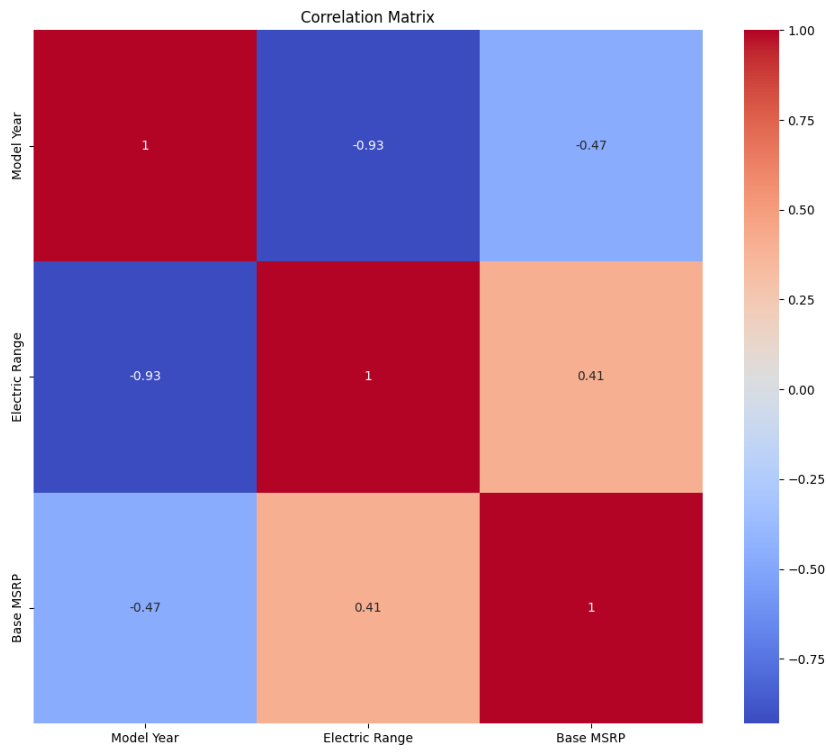 Correlation Matrix
Model Year
1
-0.93
-0.47
Electric Range
-0.93
1
0.41
Base MSRP
-0.47
0.41
1
Model Year
Electric Range
Base MSRP
1.00
0.75
0.50
0.25
0.00
−0.25
−0.50
−0.75